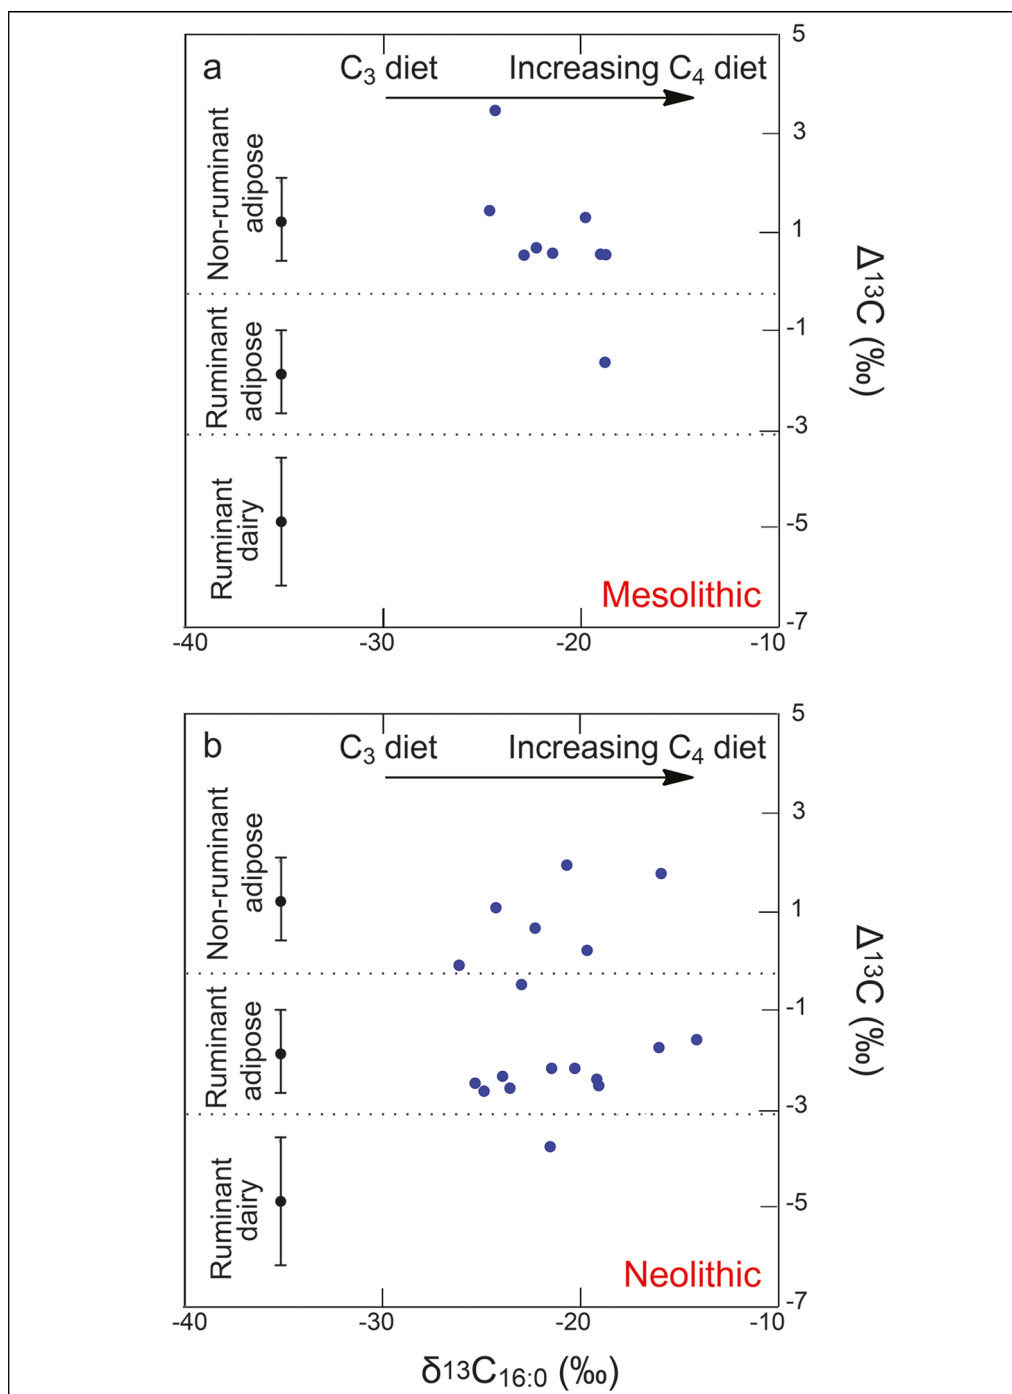 a
C₃ diet
Increasing C₄ diet
Non-ruminant
adipose
Ruminant
adipose
Ruminant
dairy
5
3
1
-1
-3
-5
-7
Δ¹³C (‰)
Mesolithic
-40
-30
-20
-10
b
C₃ diet
Increasing C₄ diet
Non-ruminant
adipose
Ruminant
adipose
Ruminant
dairy
5
3
1
-1
-3
-5
-7
Δ¹³C (‰)
Neolithic
-40
-30
-20
-10
δ¹³C₁₆:₀ (‰)